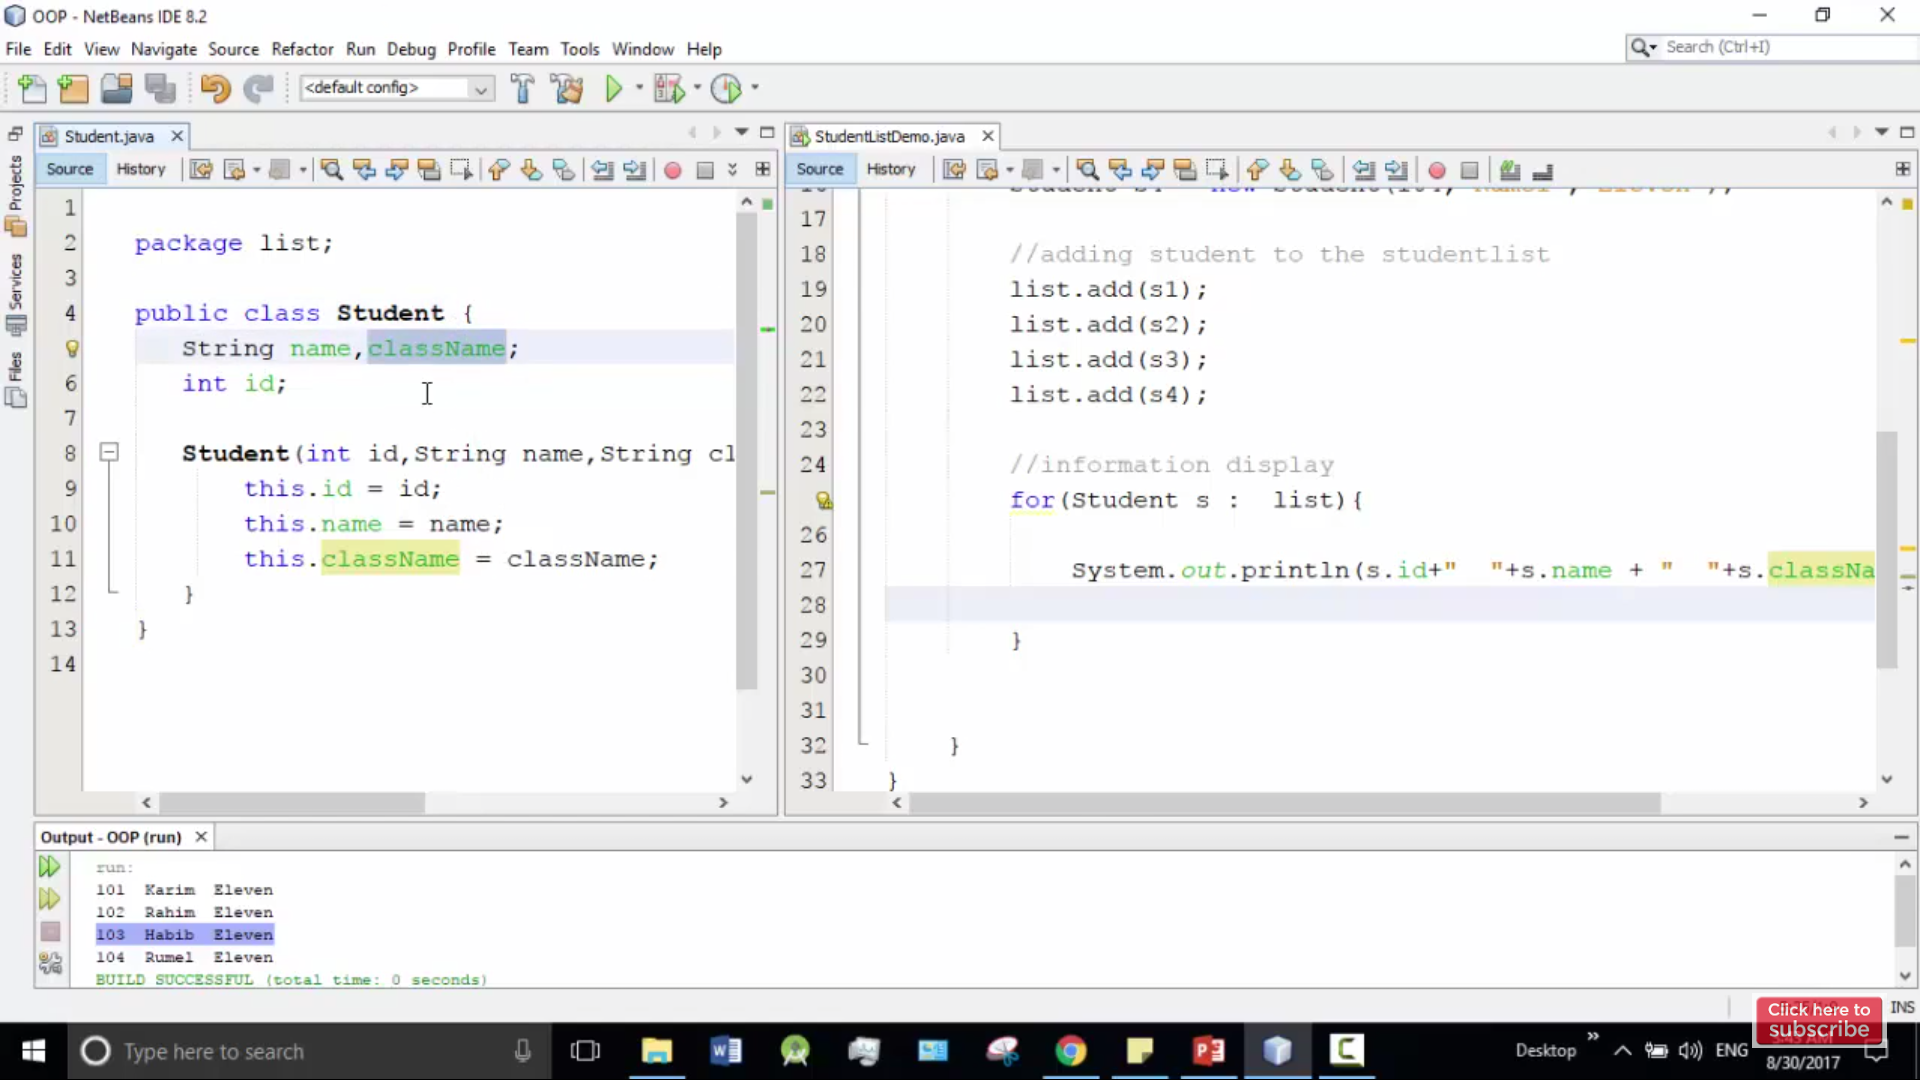 OOP - NetBeans IDE 8.2
File Edit View Navigate Source Refactor Run Debug Profile Team Tools Window Help
Search (Ctrl+I)
<default config>
Projects
Services
Files
Student.java
Source History
1
2 package list;
3
4 public class Student {
String name,className;
6 int id;
7
8 Student(int id,String name,String cl
9 this.id = id;
10 this.name = name;
11 this.className = className;
12 }
13 }
14
StudentListDemo.java
Source History
17
18 //adding student to the studentlist
19 list.add(s1);
20 list.add(s2);
21 list.add(s3);
22 list.add(s4);
23
24 //information display
for(Student s : list){
26
27 System.out.println(s.id+" "+s.name + " "+s.classNa
28
29 }
30
31
32 }
33 }
Output - OOP (run)
run:
101 Karim Eleven
102 Rahim Eleven
103 Habib Eleven
104 Rumel Eleven
BUILD SUCCESSFUL (total time: 0 seconds)
INS
Click here to
subscribe
Type here to search
Desktop
ENG
8/30/2017